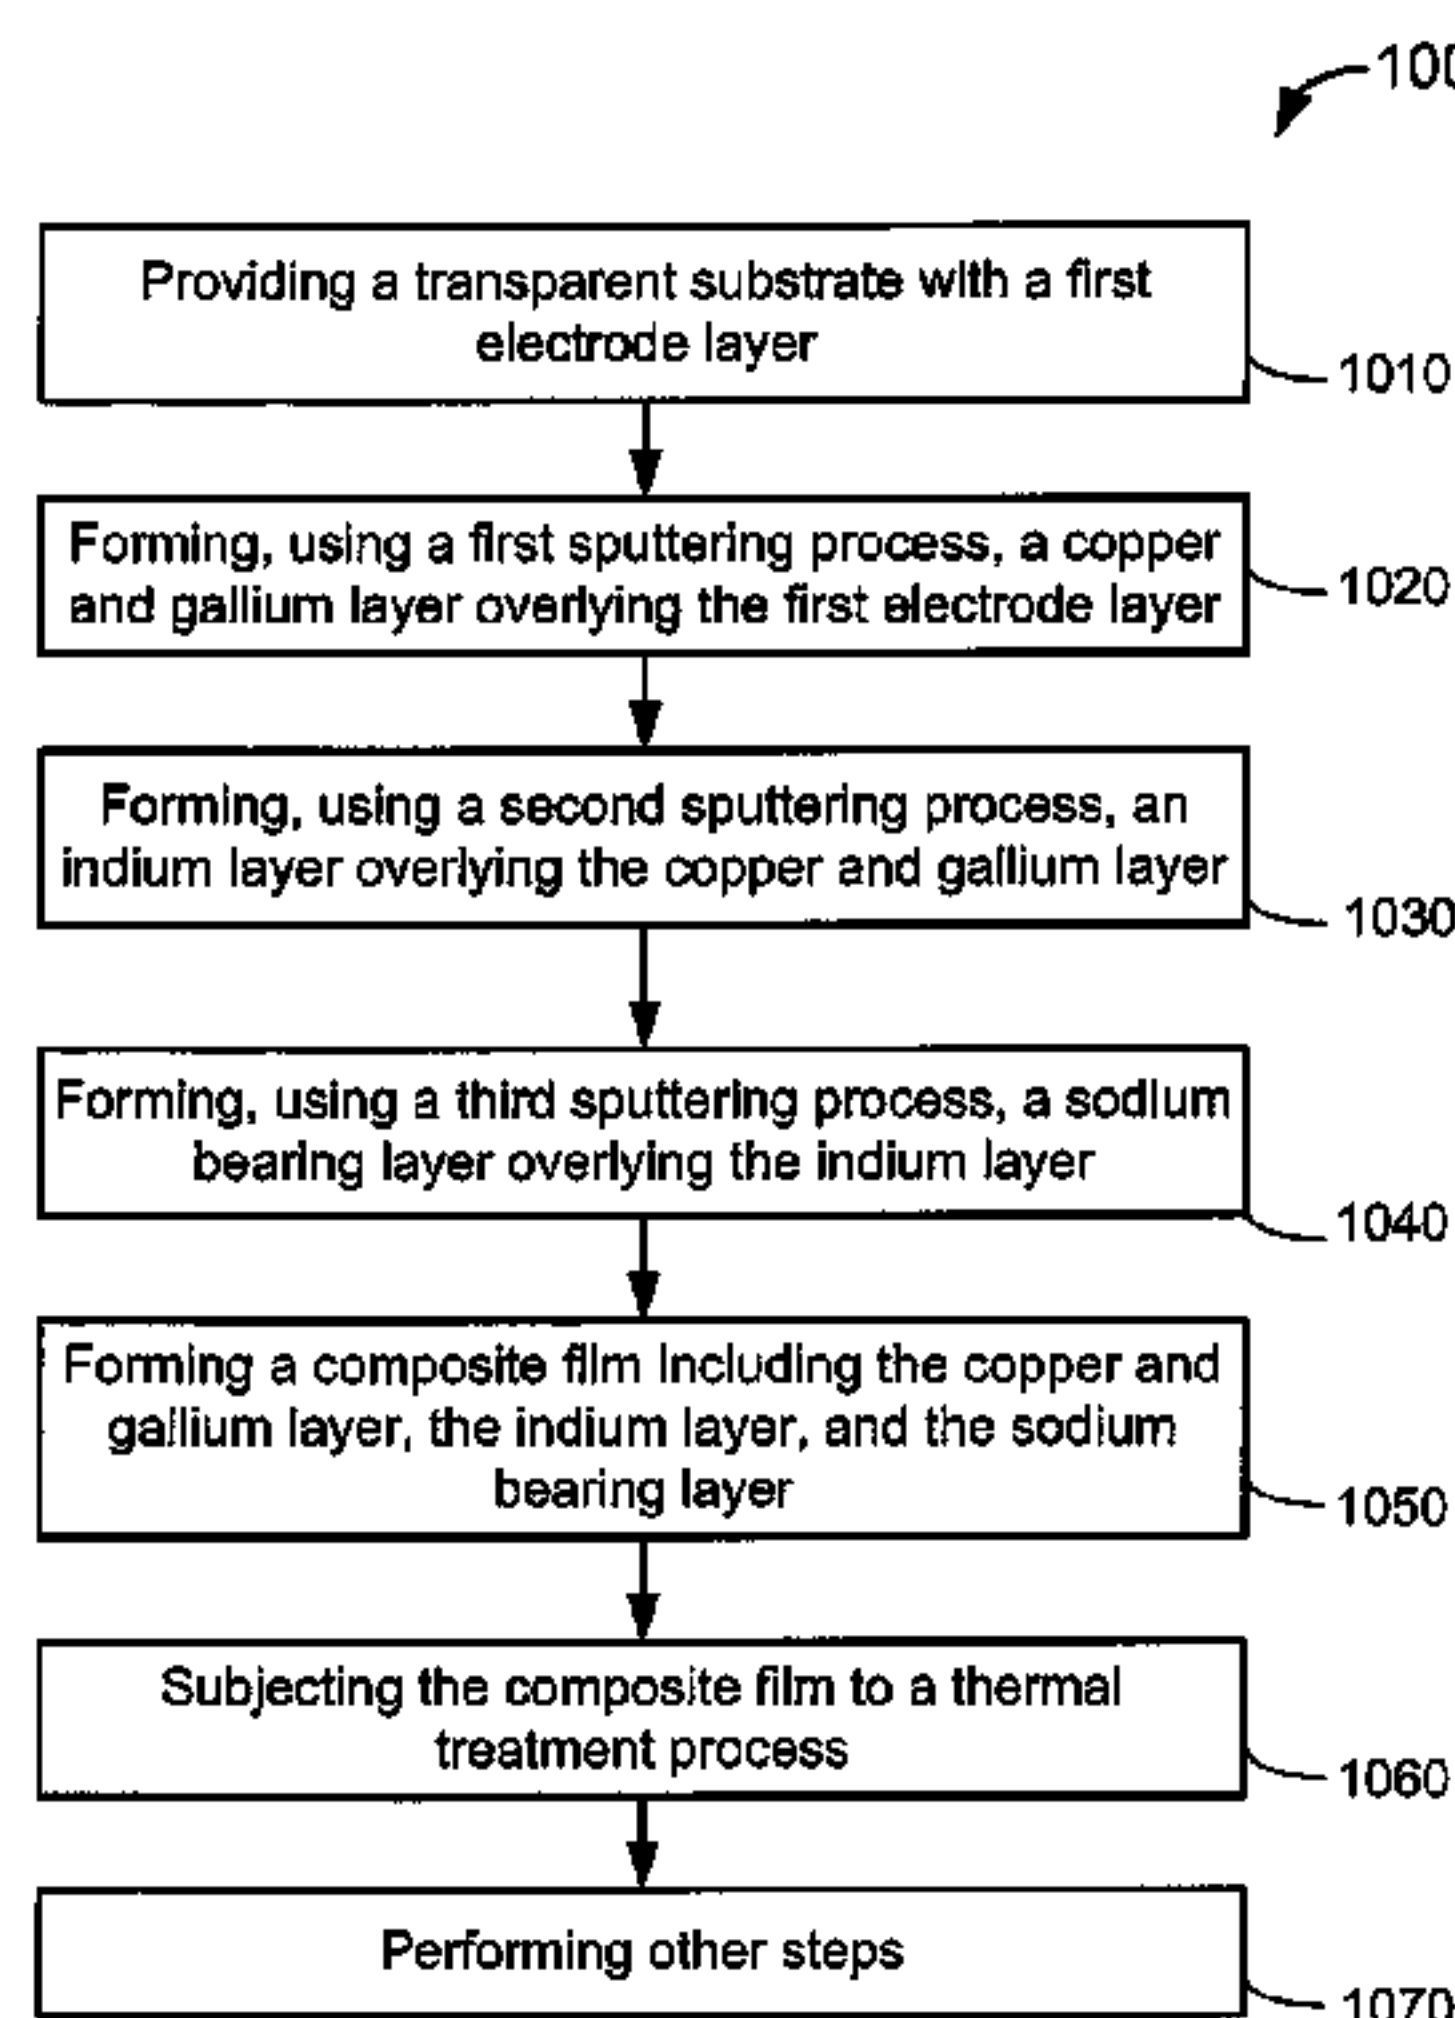 100
Providing a transparent substrate with a first
electrode layer
1010
Forming, using a first sputtering process, a copper
and gallium layer overlying the first electrode layer
1020
Forming, using a second sputtering process, an
indium layer overlying the copper and gallium layer
1030
Forming, using a third sputtering process, a sodium
bearing layer overlying the indium layer
1040
Forming a composite film including the copper and
gallium layer, the indium layer, and the sodium
bearing layer
1050
Subjecting the composite film to a thermal
treatment process
1060
Performing other steps
1070